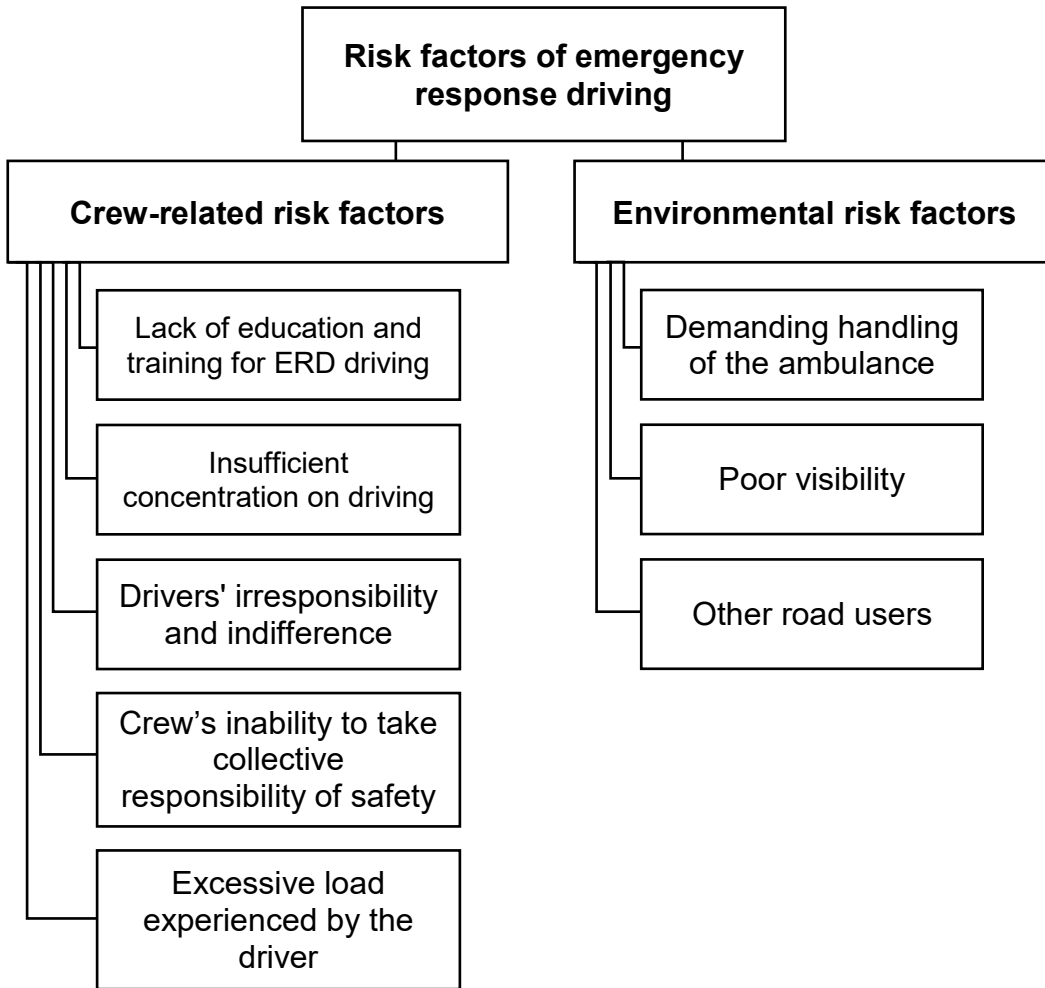 Risk factors of emergency
response driving
Crew-related risk factors
Lack of education and
training for ERD driving
Insufficient
concentration on driving
Drivers' irresponsibility
and indifference
Crew’s inability to take
collective
responsibility of safety
Excessive load
experienced by the
driver
Environmental risk factors
Demanding handling
of the ambulance
Poor visibility
Other road users